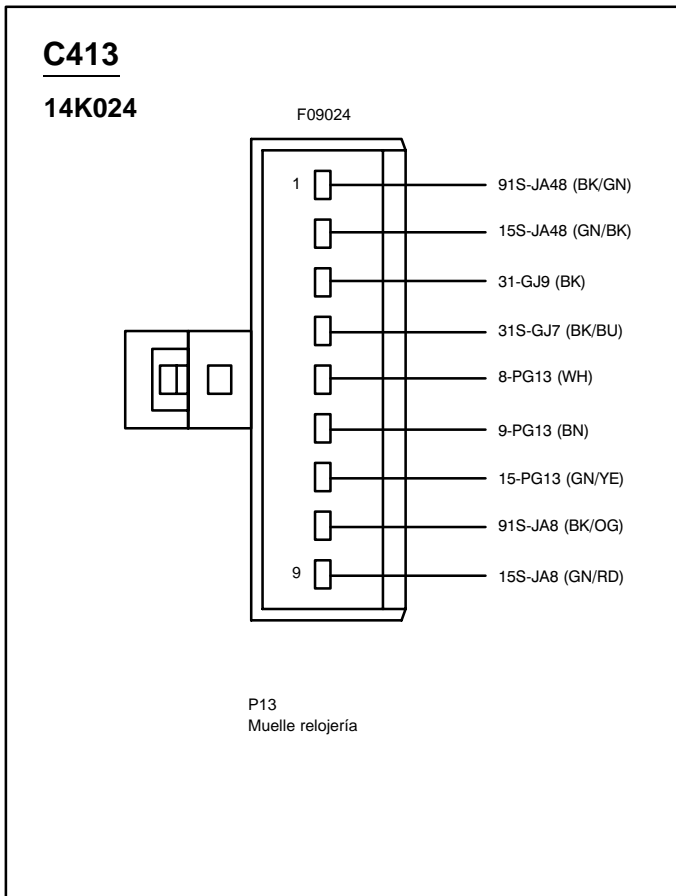 C413
14K024
F09024
1 91S-JA48 (BK/GN)
15S-JA48 (GN/BK)
31-GJ9 (BK)
31S-GJ7 (BK/BU)
8-PG13 (WH)
9-PG13 (BN)
15-PG13 (GN/YE)
91S-JA8 (BK/OG)
9 15S-JA8 (GN/RD)
P13
Muelle relojería